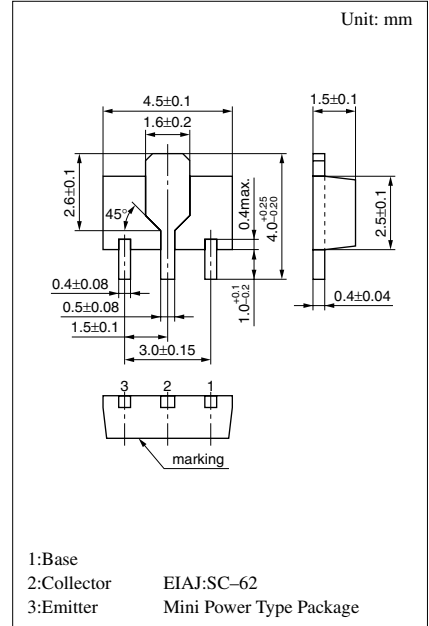 Unit: mm
4.5±0.1
1.6±0.2
1.5±0.1
2.6±0.1
45°
0.4max.
4.0+0.25−0.20
2.5±0.1
1.0+0.1−0.2
0.4±0.08
0.5±0.08
1.5±0.1
3.0±0.15
0.4±0.04
3 2 1
marking
1:Base
2:Collector EIAJ:SC–62
3:Emitter Mini Power Type Package